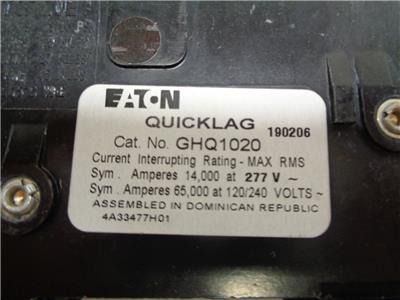 EATON
QUICKLAG 190206
Cat. No. GHQ1020
Current Interrupting Rating - MAX RMS
Sym. Amperes 14,000 at 277 V ~
Sym. Amperes 65,000 at 120/240 VOLTS ~
ASSEMBLED IN DOMINICAN REPUBLIC
4A33477H01